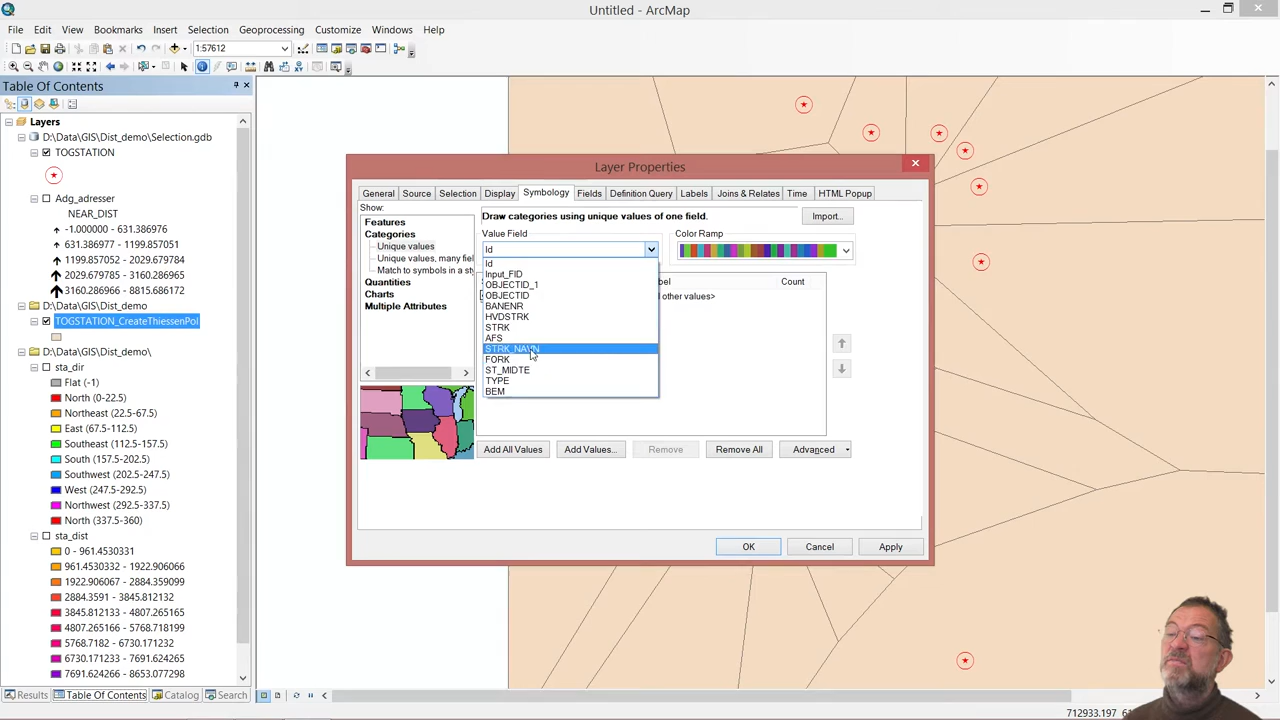 Untitled - ArcMap
File Edit View Bookmarks Insert Selection Geoprocessing Customize Windows Help
1:57612
Table Of Contents
Layers
D:\Data\GIS\Dist_demo\Selection.gdb
TOGSTATION
Adg_adresser
NEAR_DIST
-1.000000 - 631.386976
631.386977 - 1199.857051
1199.857052 - 2029.679784
2029.679785 - 3160.286965
3160.286966 - 8815.686172
D:\Data\GIS\Dist_demo
TOGSTATION_CreateThiessenPol
D:\Data\GIS\Dist_demo\
sta_dir
Flat (-1)
North (0-22.5)
Northeast (22.5-67.5)
East (67.5-112.5)
Southeast (112.5-157.5)
South (157.5-202.5)
Southwest (202.5-247.5)
West (247.5-292.5)
Northwest (292.5-337.5)
North (337.5-360)
sta_dist
0 - 961.4530331
961.4530332 - 1922.906066
1922.906067 - 2884.359099
2884.3591 - 3845.812132
3845.812133 - 4807.265165
4807.265166 - 5768.718199
5768.7182 - 6730.171232
6730.171233 - 7691.624265
7691.624266 - 8653.077298
Results Table Of Contents Catalog Search
Layer Properties
General Source Selection Display Symbology Fields Definition Query Labels Joins & Relates Time HTML Popup
Show:
Features
Categories
Unique values
Unique values, many fiel
Match to symbols in a sty
Quantities
Charts
Multiple Attributes
Draw categories using unique values of one field.
Import...
Value Field
Color Ramp
Id
Id
Input_FID
OBJECTID_1
OBJECTID
BANENR
HVDSTRK
STRK
AFS
STRK_NAVN
FORK
ST_MIDTE
TYPE
BEM
bel Count
other values>
Add All Values Add Values... Remove Remove All Advanced
OK Cancel Apply
712933.197